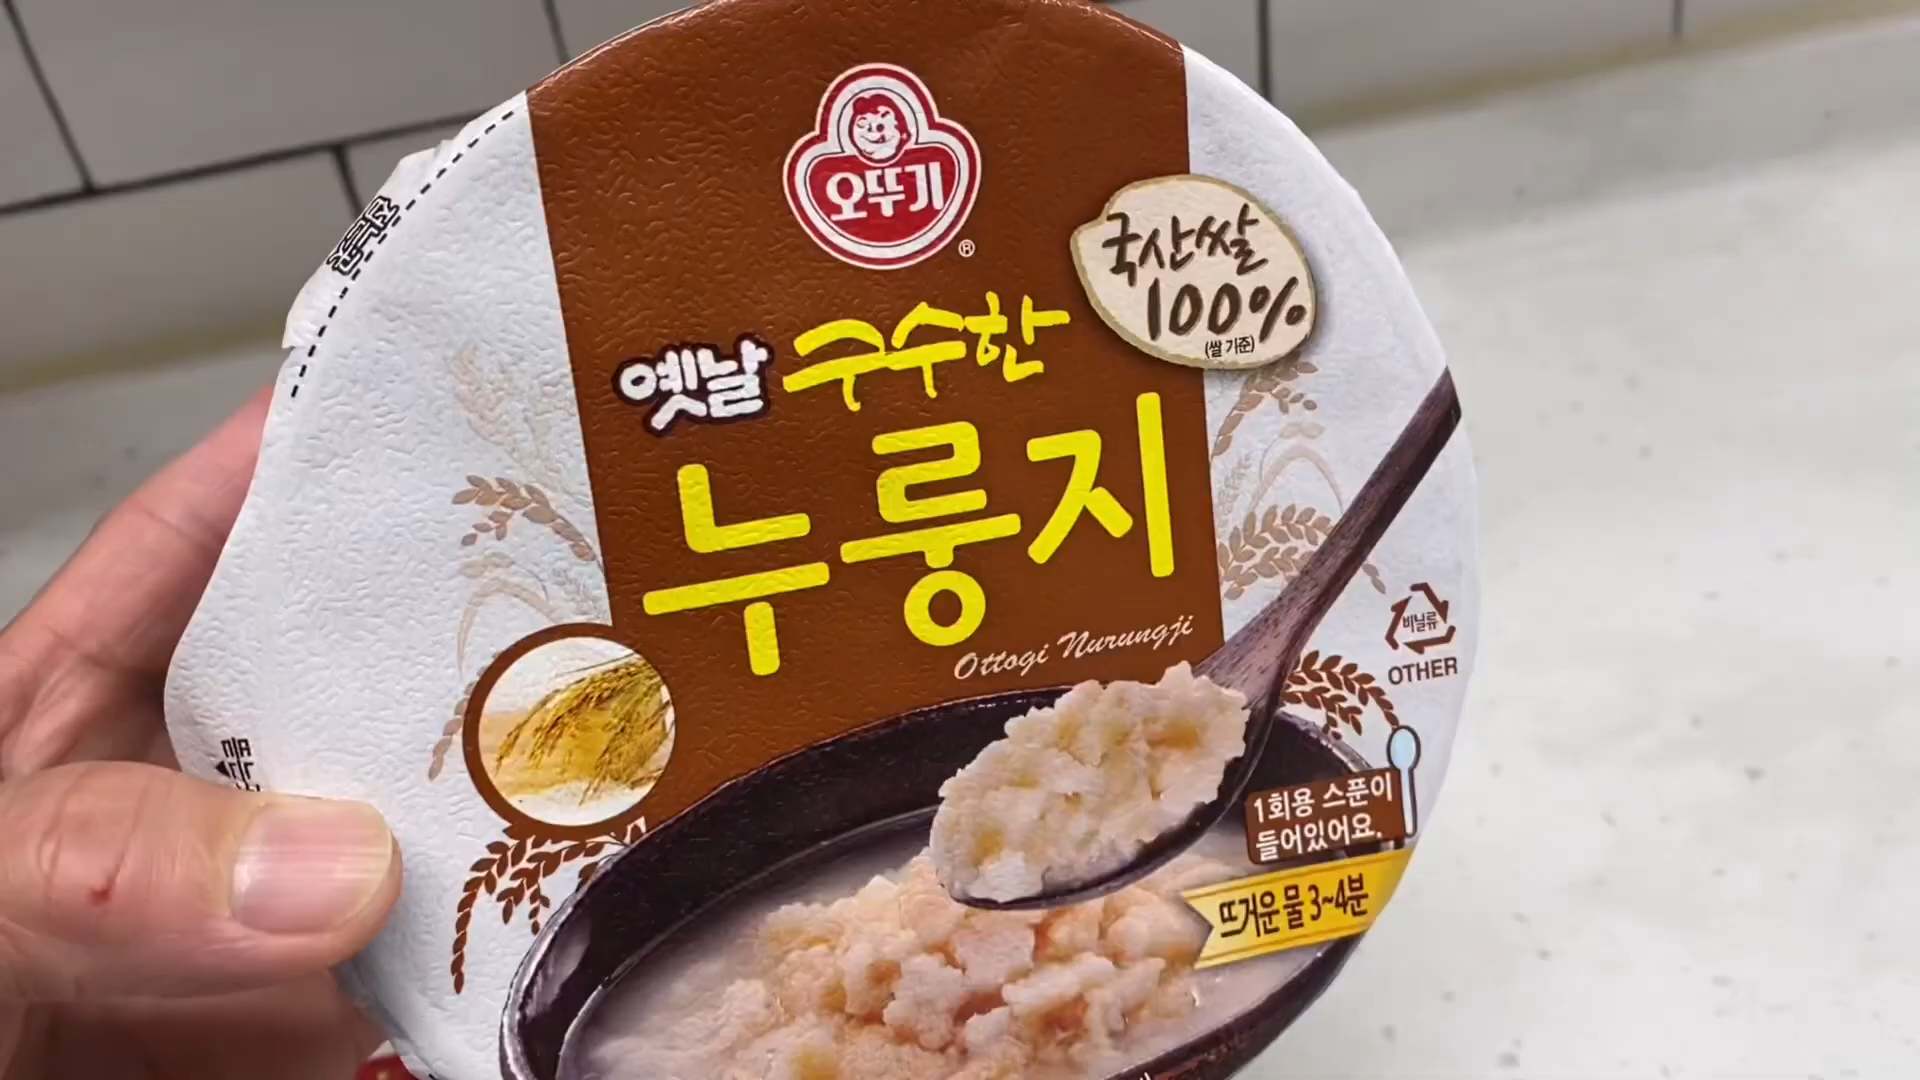 오뚜기
®
국산쌀
100%
(쌀 기준)
옛날 구수한
누룽지
Ottogi Nurungji
비닐류
OTHER
1회용 스푼이
들어있어요.
뜨거운 물 3~4분